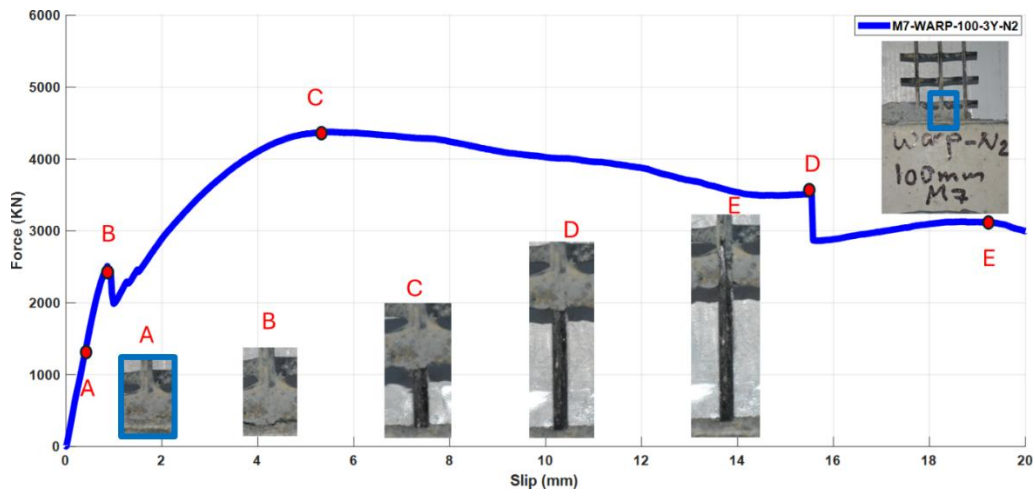 M7-WARP-100-3Y-N2
6000
5000
4000
3000
2000
1000
0
Force (KN)
0 2 4 6 8 10 12 14 16 18 20
Slip (mm)
A
B
C
D
E
A
B
C
D
E
Warp-N2
100mm
M7